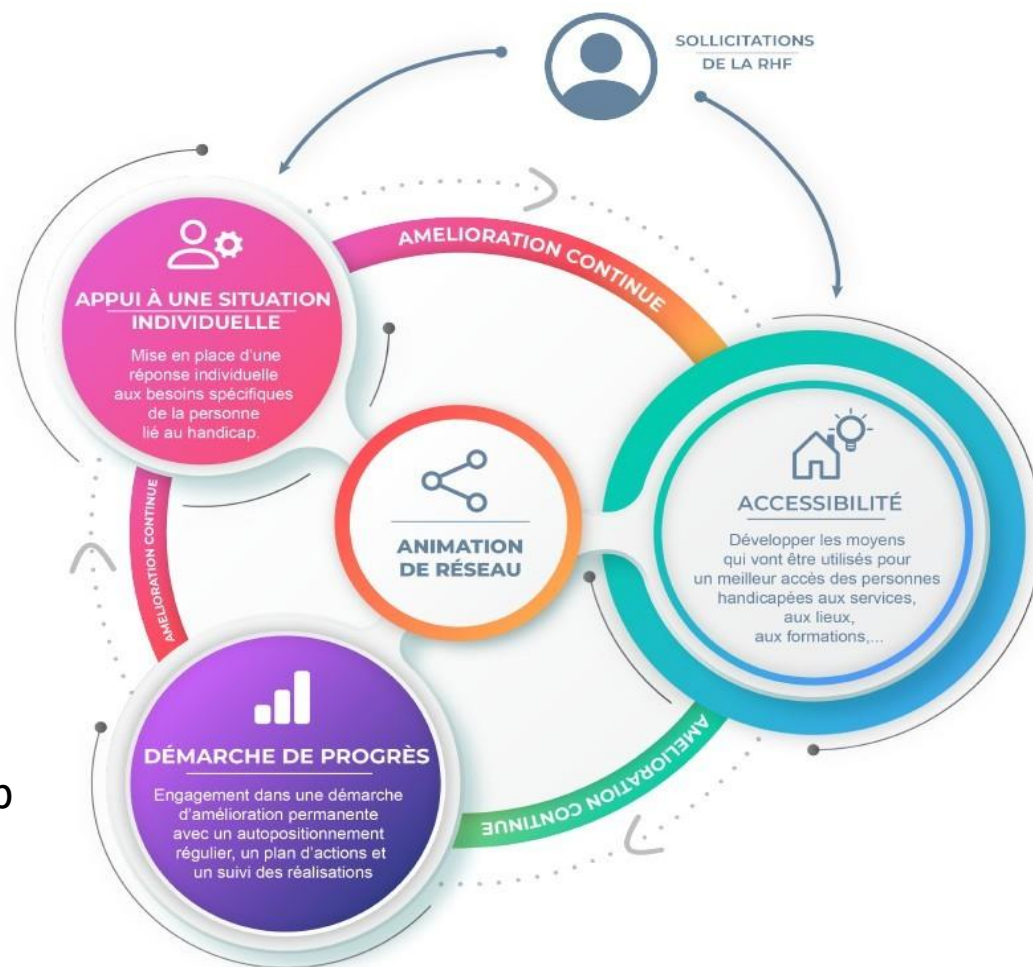 SOLLICITATIONS
DE LA RHF
AMELIORATION CONTINUE
APPUI À UNE SITUATION
INDIVIDUELLE
Mise en place d'une
réponse individuelle
aux besoins spécifiques
de la personne
lié au handicap.
ACCESSIBILITÉ
Développer les moyens
qui vont être utilisés pour
un meilleur accès des personnes
handicapées aux services,
aux lieux,
aux formations,...
ANIMATION
DE RÉSEAU
AMELIORATION CONTINUE
AMELIORATION CONTINUE
DÉMARCHE DE PROGRÈS
Engagement dans une démarche
d'amélioration permanente
avec un autopositionnement
régulier, un plan d'actions et
un suivi des réalisations